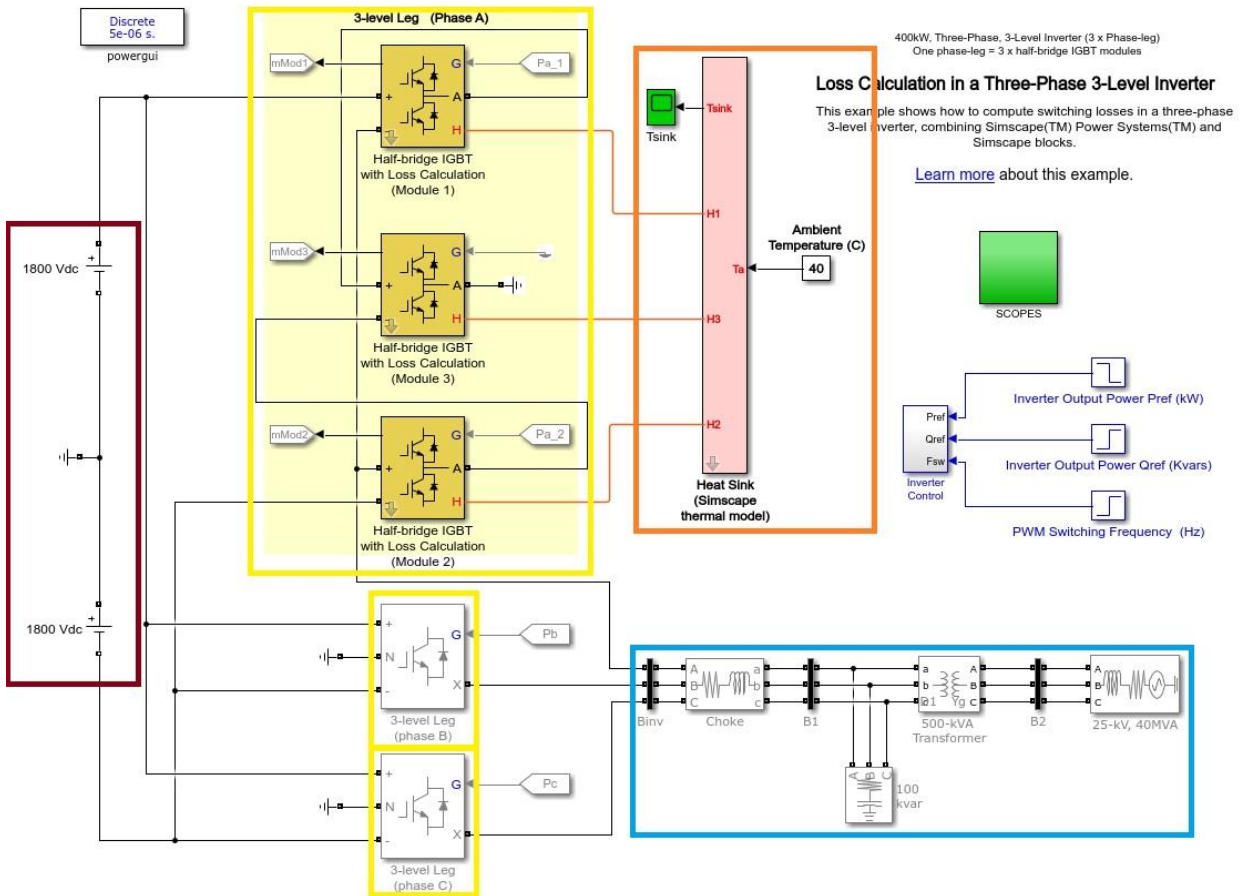 Discrete
5e-06 s.
powergui
3-level Leg (Phase A)
mMod1
G
Pa_1
+
A
-
H
Half-bridge IGBT
with Loss Calculation
(Module 1)
mMod3
G
+
A
-
H
Half-bridge IGBT
with Loss Calculation
(Module 3)
mMod2
G
Pa_2
+
A
-
H
Half-bridge IGBT
with Loss Calculation
(Module 2)
+
1800 Vdc
+
1800 Vdc
Tsink
Tsink
H1
Ambient
Temperature (C)
Ta
40
H3
H2
Heat Sink
(Simscape
thermal model)
400kW, Three-Phase, 3-Level Inverter (3 x Phase-leg)
One phase-leg = 3 x half-bridge IGBT modules
Loss Calculation in a Three-Phase 3-Level Inverter
This example shows how to compute switching losses in a three-phase
3-level inverter, combining Simscape(TM) Power Systems(TM) and
Simscape blocks.
Learn more about this example.
SCOPES
Pref
Qref
Fsw
Inverter
Control
Inverter Output Power Pref (kW)
Inverter Output Power Qref (Kvars)
PWM Switching Frequency (Hz)
+
G
Pb
N
-
X
3-level Leg
(phase B)
+
G
Pc
N
-
X
3-level Leg
(phase C)
A a
B b
C c
Binv
Choke
B1
a A
b B
C
D1 Yg
500-kVA
Transformer
B2
A
B
C
25-kV, 40MVA
A B C
100
kvar